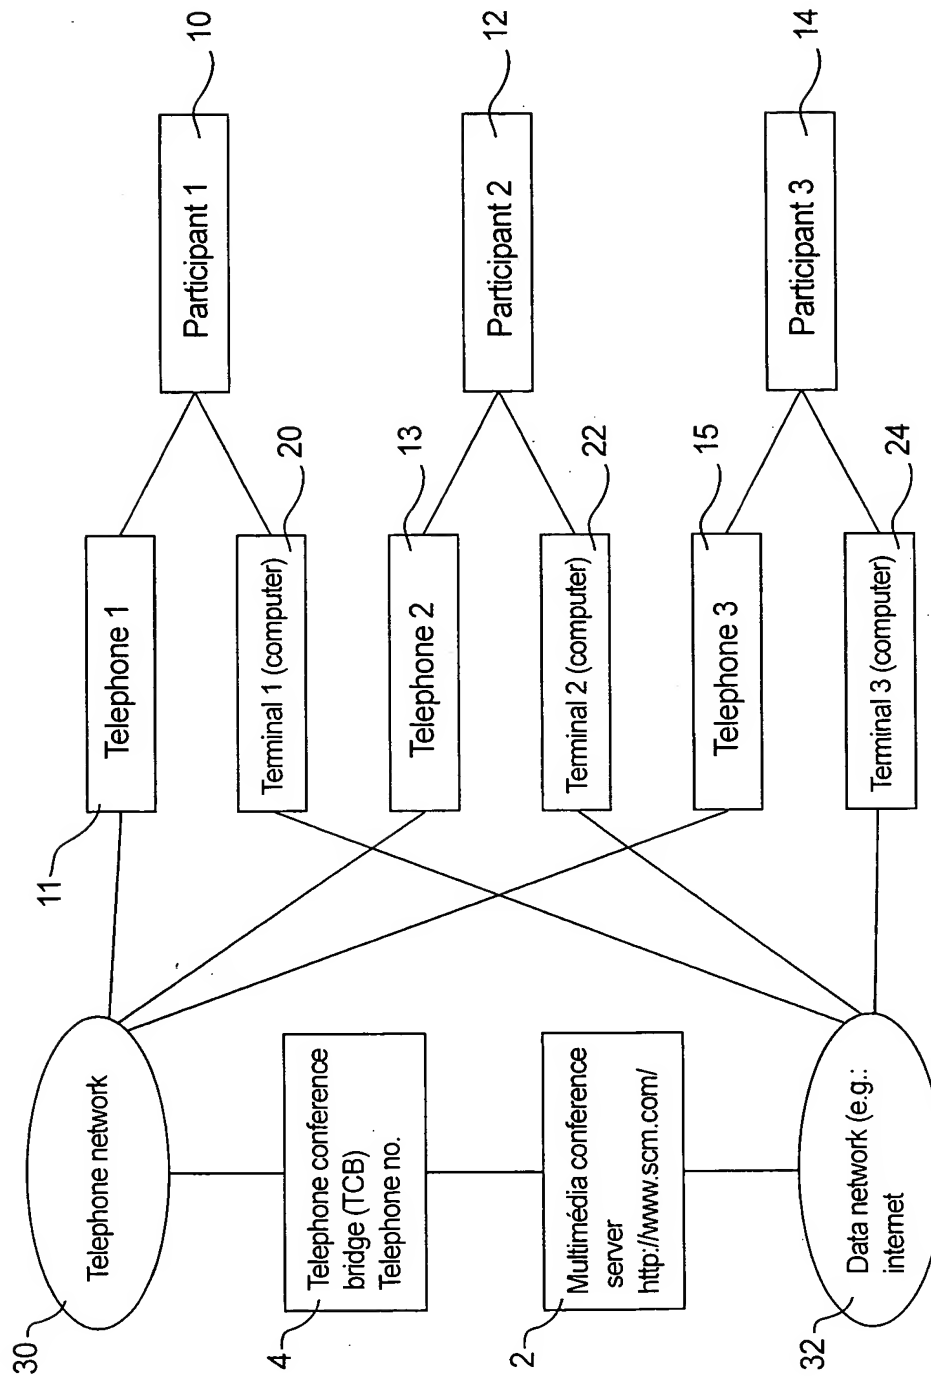 30
Telephone network
11
Telephone 1
Participant 1
10
Terminal 1 (computer)
20
4
Telephone conference
bridge (TCB)
Telephone no.
Telephone 2
13
Participant 2
12
2
Multimédia conference
server
http://www.scm.com/
Terminal 2 (computer)
22
Telephone 3
15
Participant 3
14
32
Data network (e.g.:
internet
Terminal 3 (computer)
24